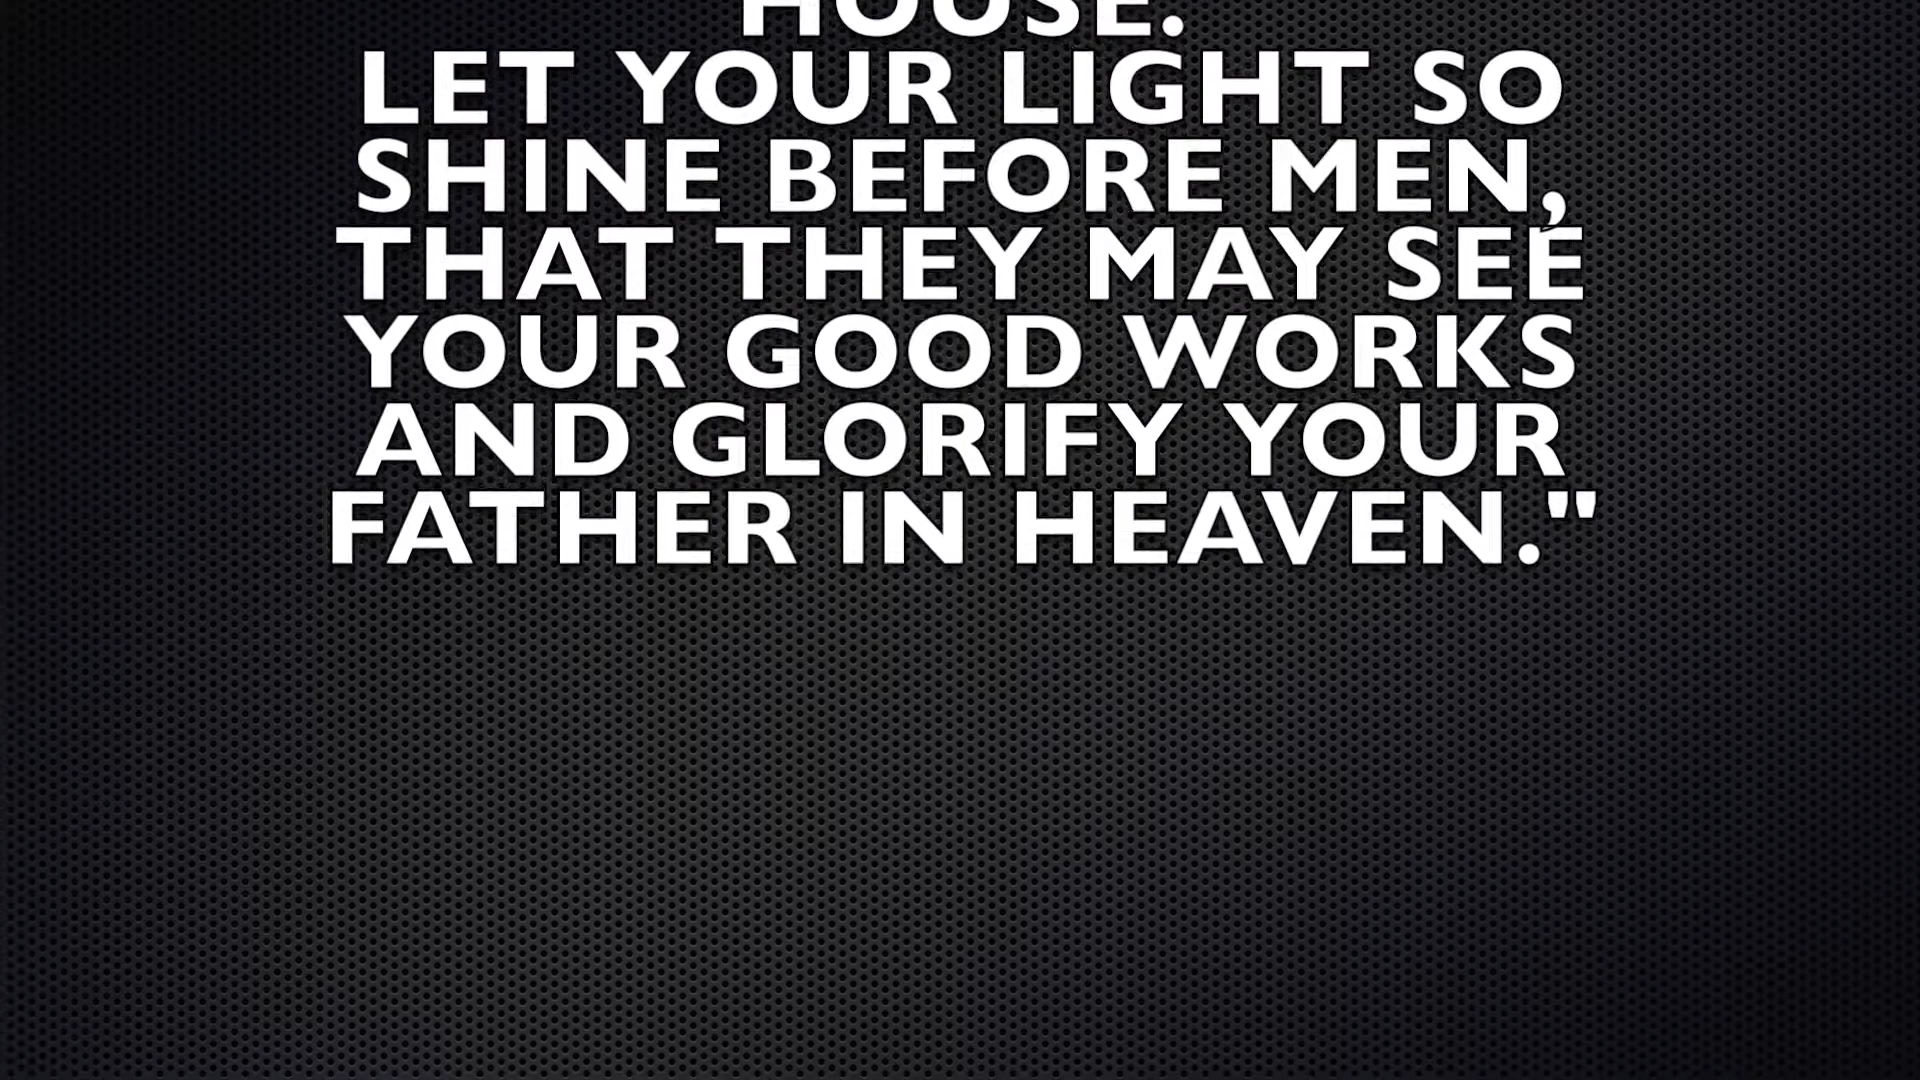 HOUSE.
LET YOUR LIGHT SO
SHINE BEFORE MEN,
THAT THEY MAY SEE
YOUR GOOD WORKS
AND GLORIFY YOUR
FATHER IN HEAVEN."